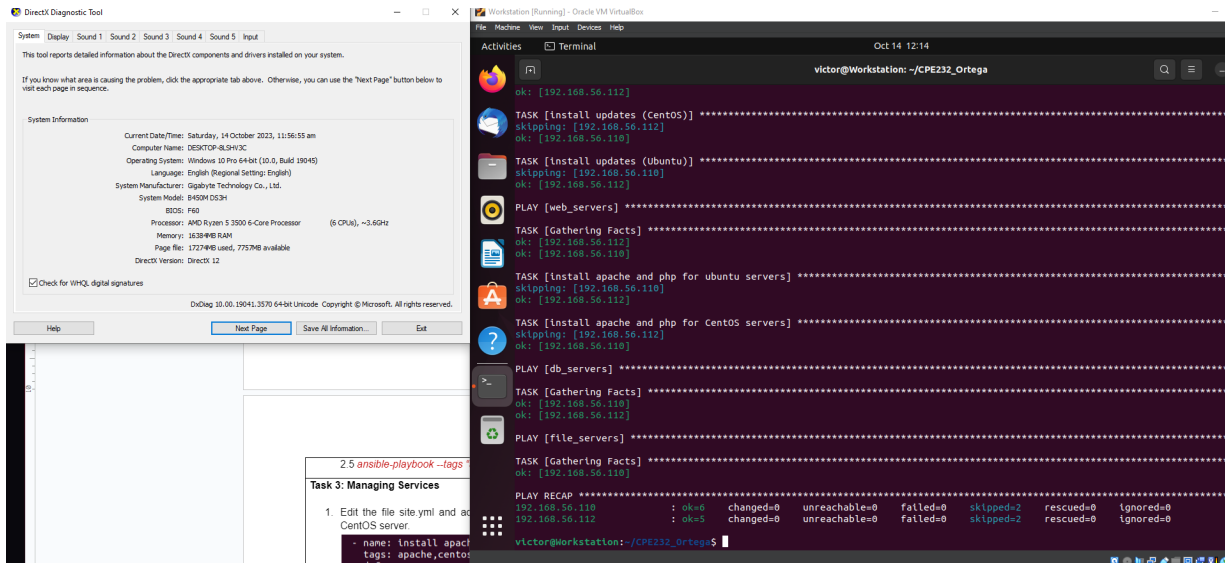 DirectX Diagnostic Tool
System Display Sound 1 Sound 2 Sound 3 Sound 4 Sound 5 Input
This tool reports detailed information about the DirectX components and drivers installed on your system.
If you know what area is causing the problem, click the appropriate tab above. Otherwise, you can use the "Next Page" button below to
visit each page in sequence.
System Information
Current Date/Time: Saturday, 14 October 2023, 11:56:55 am
Computer Name: DESKTOP-8LSHV3C
Operating System: Windows 10 Pro 64-bit (10.0, Build 19045)
Language: English (Regional Setting: English)
System Manufacturer: Gigabyte Technology Co., Ltd.
System Model: B450M DS3H
BIOS: F60
Processor: AMD Ryzen 5 3500 6-Core Processor (6 CPUs), ~3.6GHz
Memory: 16384MB RAM
Page file: 17274MB used, 7757MB available
DirectX Version: DirectX 12
Check for WHQL digital signatures
DxDiag 10.00.19041.3570 64-bit Unicode Copyright © Microsoft. All rights reserved.
Help Next Page Save All Information... Exit
2.5 ansible-playbook --tags "
Task 3: Managing Services
1. Edit the file site.yml and ad
CentOS server.
- name: install apach
tags: apache,centos
Workstation [Running] - Oracle VM VirtualBox
File Machine View Input Devices Help
Activities Terminal Oct 14 12:14
victor@Workstation: ~/CPE232_Ortega
ok: [192.168.56.112]
TASK [install updates (CentOS)] ****
skipping: [192.168.56.112]
ok: [192.168.56.110]
TASK [install updates (Ubuntu)] ****
skipping: [192.168.56.110]
ok: [192.168.56.112]
PLAY [web_servers] ****
TASK [Gathering Facts] ****
ok: [192.168.56.112]
ok: [192.168.56.110]
TASK [install apache and php for ubuntu servers] ****
skipping: [192.168.56.110]
ok: [192.168.56.112]
TASK [install apache and php for CentOS servers] ****
skipping: [192.168.56.112]
ok: [192.168.56.110]
PLAY [db_servers] ****
TASK [Gathering Facts] ****
ok: [192.168.56.110]
ok: [192.168.56.112]
PLAY [file_servers] ****
TASK [Gathering Facts] ****
ok: [192.168.56.110]
PLAY RECAP ****
192.168.56.110 : ok=6 changed=0 unreachable=0 failed=0 skipped=2 rescued=0 ignored=0
192.168.56.112 : ok=5 changed=0 unreachable=0 failed=0 skipped=2 rescued=0 ignored=0
victor@Workstation:~/CPE232_Ortega$